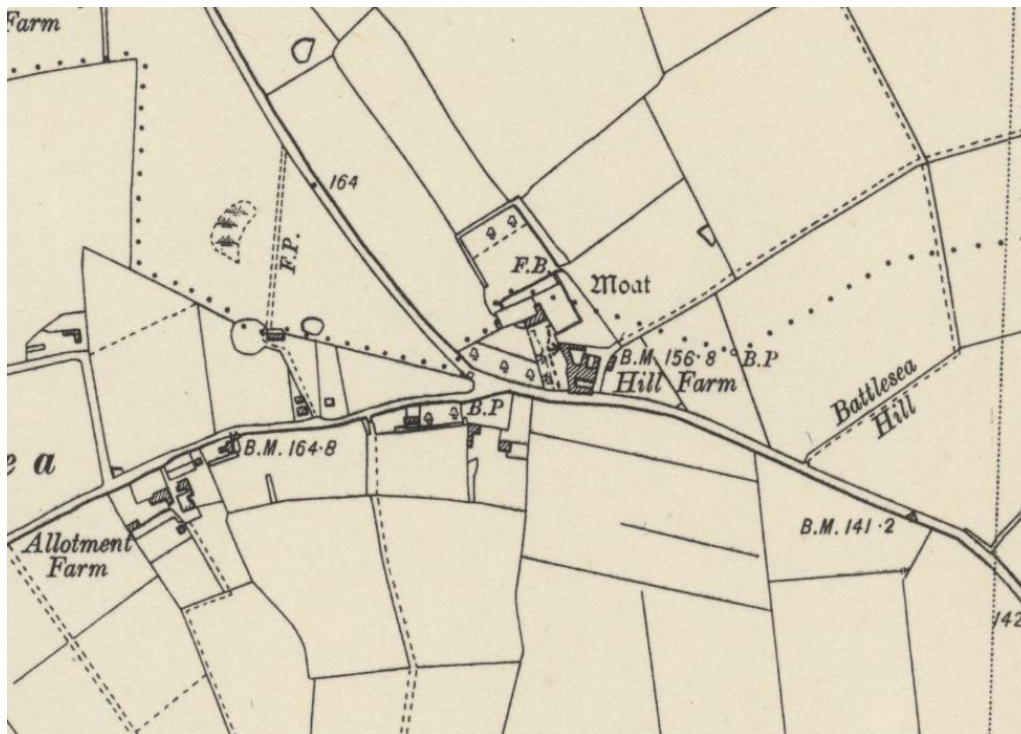 Farm
164
F.P.
F.B.
Moat
B.M. 156·8
B.P
Hill Farm
B.P
Battlesea
Hill
e a
B.M. 164·8
B.M. 141·2
Allotment
Farm
142